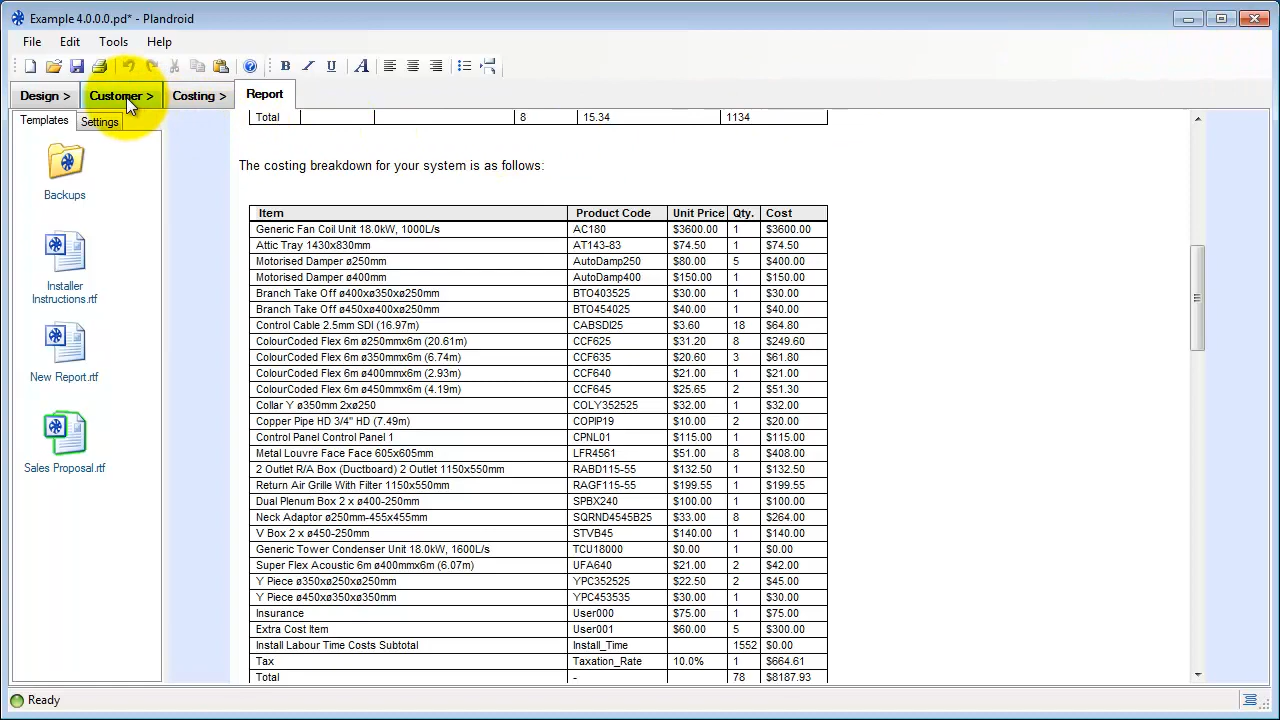 Example 4.0.0.0.pd* - Plandroid
File Edit Tools Help
B I U A
Design > Customer > Costing > Report
Templates Settings
Backups
Installer
Instructions.rtf
New Report.rtf
Sales Proposal.rtf
Total 8 15.34 1134
The costing breakdown for your system is as follows:
Item Product Code Unit Price Qty. Cost
Generic Fan Coil Unit 18.0kW, 1000L/s AC180 $3600.00 1 $3600.00
Attic Tray 1430x830mm AT143-83 $74.50 1 $74.50
Motorised Damper ø250mm AutoDamp250 $80.00 5 $400.00
Motorised Damper ø400mm AutoDamp400 $150.00 1 $150.00
Branch Take Off ø400xø350xø250mm BTO403525 $30.00 1 $30.00
Branch Take Off ø450xø400xø250mm BTO454025 $40.00 1 $40.00
Control Cable 2.5mm SDI (16.97m) CABSDI25 $3.60 18 $64.80
ColourCoded Flex 6m ø250mmx6m (20.61m) CCF625 $31.20 8 $249.60
ColourCoded Flex 6m ø350mmx6m (6.74m) CCF635 $20.60 3 $61.80
ColourCoded Flex 6m ø400mmx6m (2.93m) CCF640 $21.00 1 $21.00
ColourCoded Flex 6m ø450mmx6m (4.19m) CCF645 $25.65 2 $51.30
Collar Y ø350mm 2xø250 COLY352525 $32.00 1 $32.00
Copper Pipe HD 3/4" HD (7.49m) COPIP19 $10.00 2 $20.00
Control Panel Control Panel 1 CPNL01 $115.00 1 $115.00
Metal Louvre Face Face 605x605mm LFR4561 $51.00 8 $408.00
2 Outlet R/A Box (Ductboard) 2 Outlet 1150x550mm RABD115-55 $132.50 1 $132.50
Return Air Grille With Filter 1150x550mm RAGF115-55 $199.55 1 $199.55
Dual Plenum Box 2 x ø400-250mm SPBX240 $100.00 1 $100.00
Neck Adaptor ø250mm-455x455mm SQRND4545B25 $33.00 8 $264.00
V Box 2 x ø450-250mm STVB45 $140.00 1 $140.00
Generic Tower Condenser Unit 18.0kW, 1600L/s TCU18000 $0.00 1 $0.00
Super Flex Acoustic 6m ø400mmx6m (6.07m) UFA640 $21.00 2 $42.00
Y Piece ø350xø250xø250mm YPC352525 $22.50 2 $45.00
Y Piece ø450xø350xø350mm YPC453535 $30.00 1 $30.00
Insurance User000 $75.00 1 $75.00
Extra Cost Item User001 $60.00 5 $300.00
Install Labour Time Costs Subtotal Install_Time 1552 $0.00
Tax Taxation_Rate 10.0% 1 $664.61
Total - 78 $8187.93
Ready